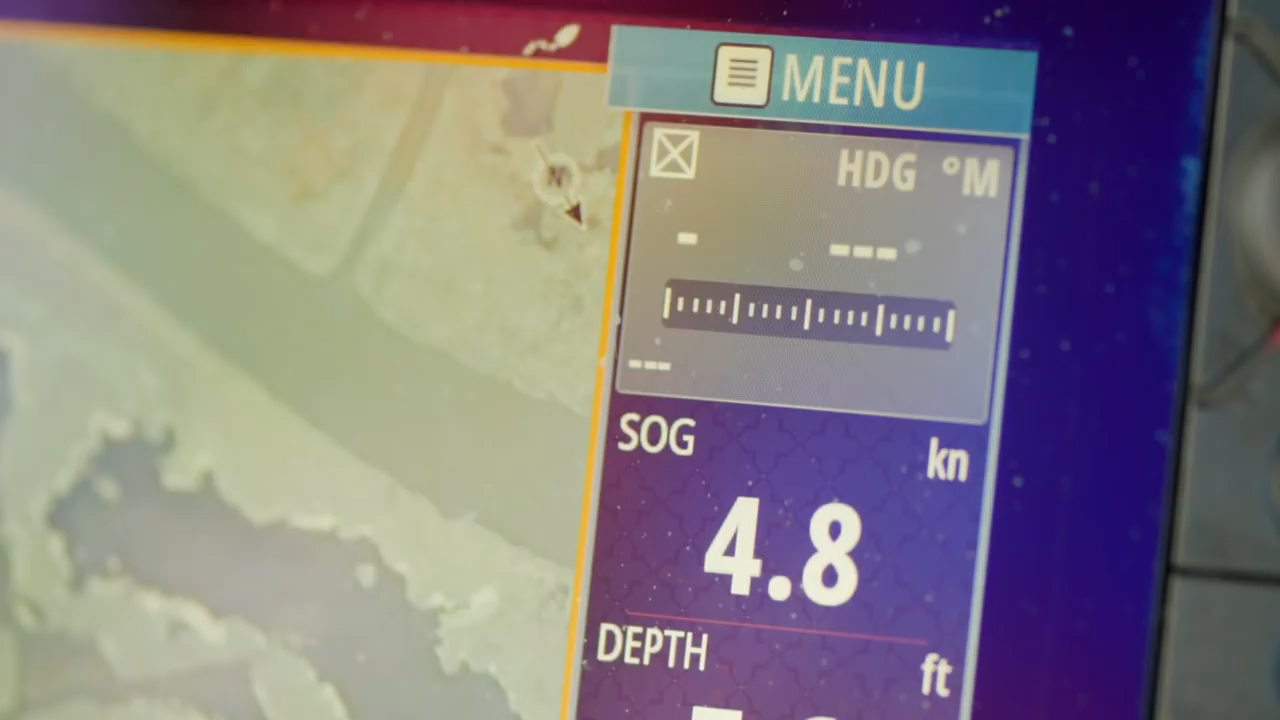 MENU
HDG °M
- ---
---
SOG kn
4.8
DEPTH ft
N